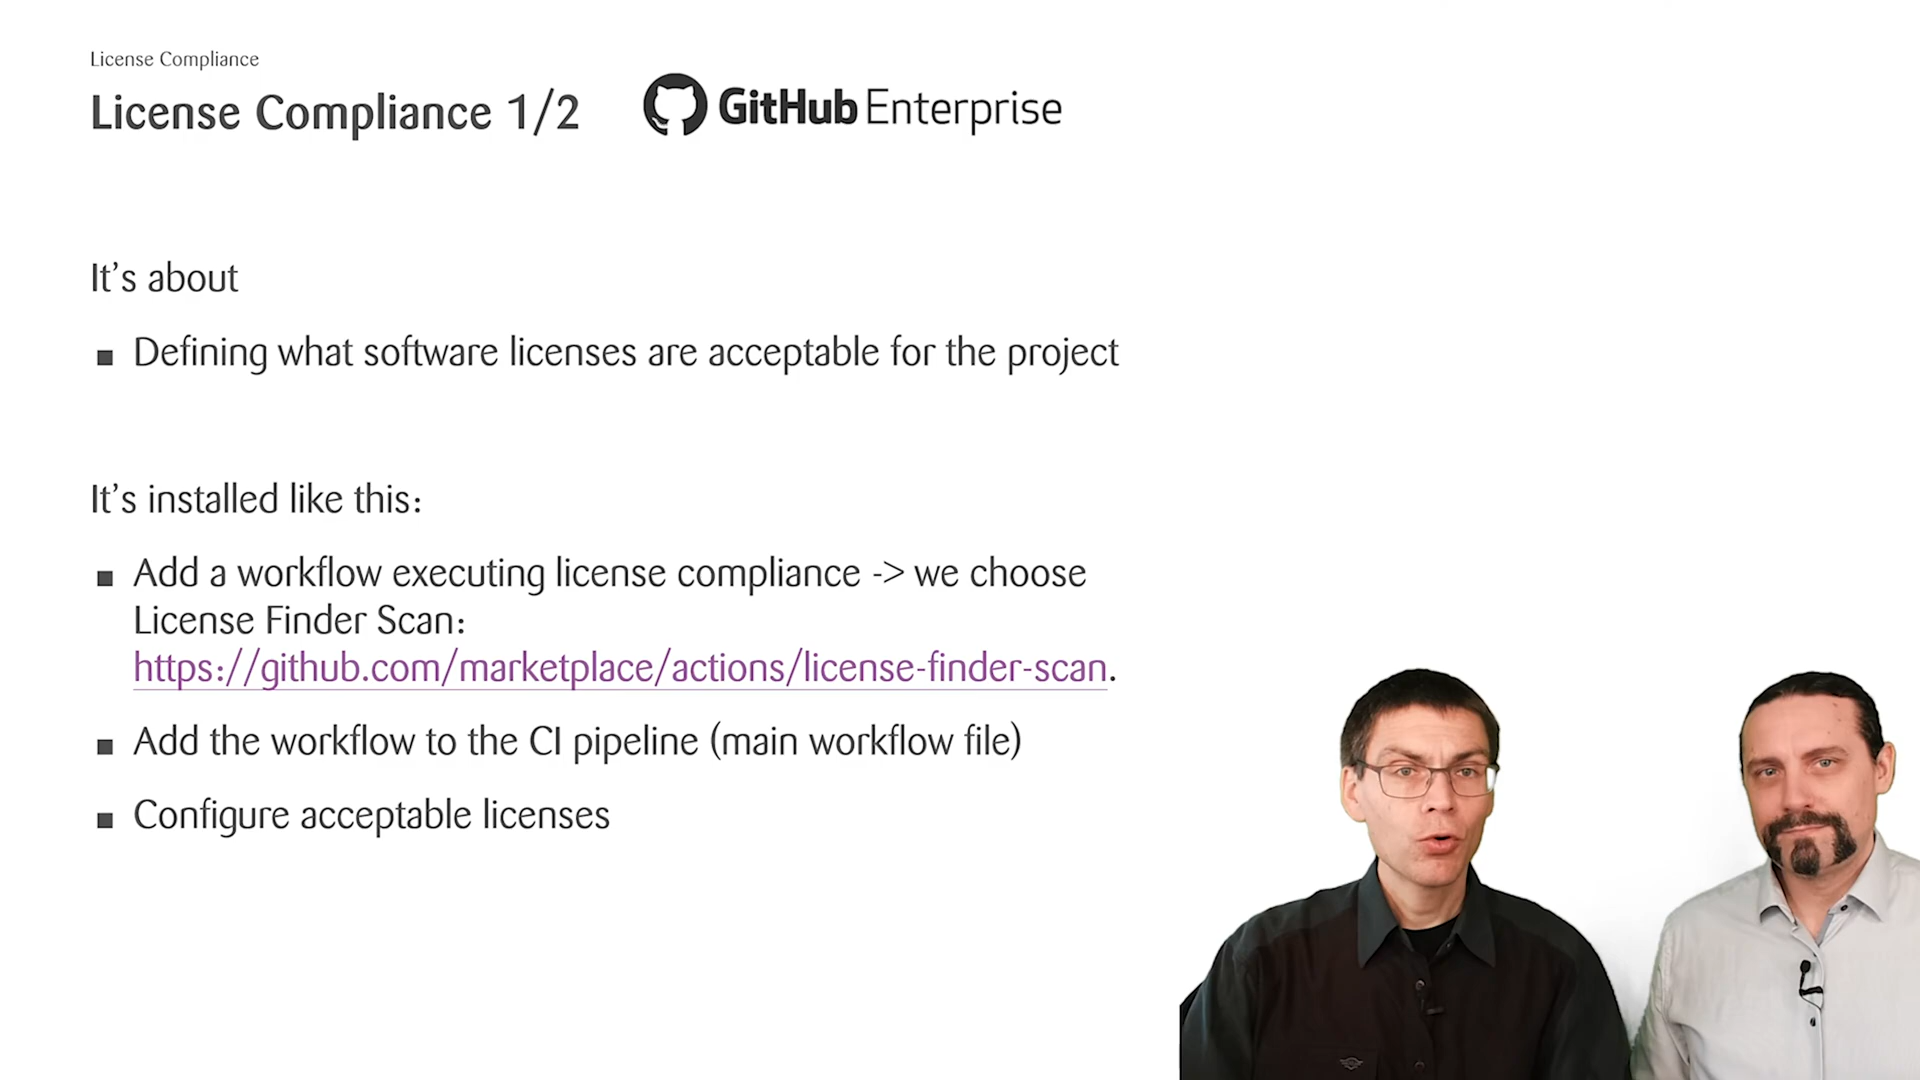 License Compliance
License Compliance 1/2
GitHub Enterprise
It’s about
■ Defining what software licenses are acceptable for the project
It’s installed like this:
■ Add a workflow executing license compliance -> we choose
License Finder Scan:
https://github.com/marketplace/actions/license-finder-scan.
■ Add the workflow to the CI pipeline (main workflow file)
■ Configure acceptable licenses